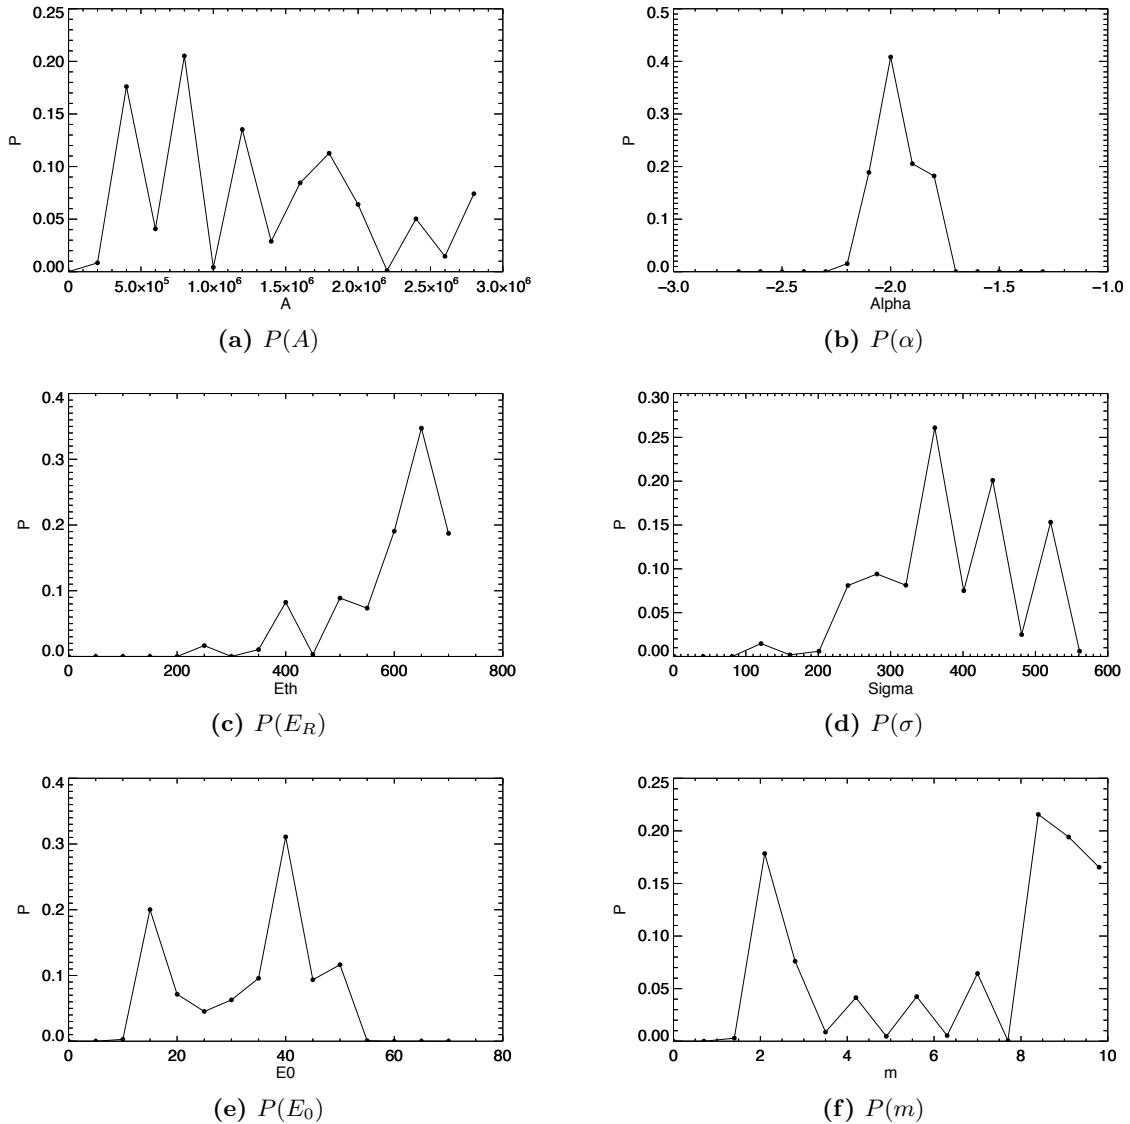 0.25
0.20
0.15
0.10
0.05
0.00
P
0 5.0×10⁵ 1.0×10⁶ 1.5×10⁶ 2.0×10⁶ 2.5×10⁶ 3.0×10⁶
A
(a) P(A)
0.5
0.4
0.3
0.2
0.1
0.0
P
−3.0 −2.5 −2.0 −1.5 −1.0
Alpha
(b) P(α)
0.4
0.3
0.2
0.1
0.0
P
0 200 400 600 800
Eth
(c) P(E_R)
0.30
0.25
0.20
0.15
0.10
0.05
0.00
P
0 100 200 300 400 500 600
Sigma
(d) P(σ)
0.4
0.3
0.2
0.1
0.0
P
0 20 40 60 80
E0
(e) P(E₀)
0.25
0.20
0.15
0.10
0.05
0.00
P
0 2 4 6 8 10
m
(f) P(m)